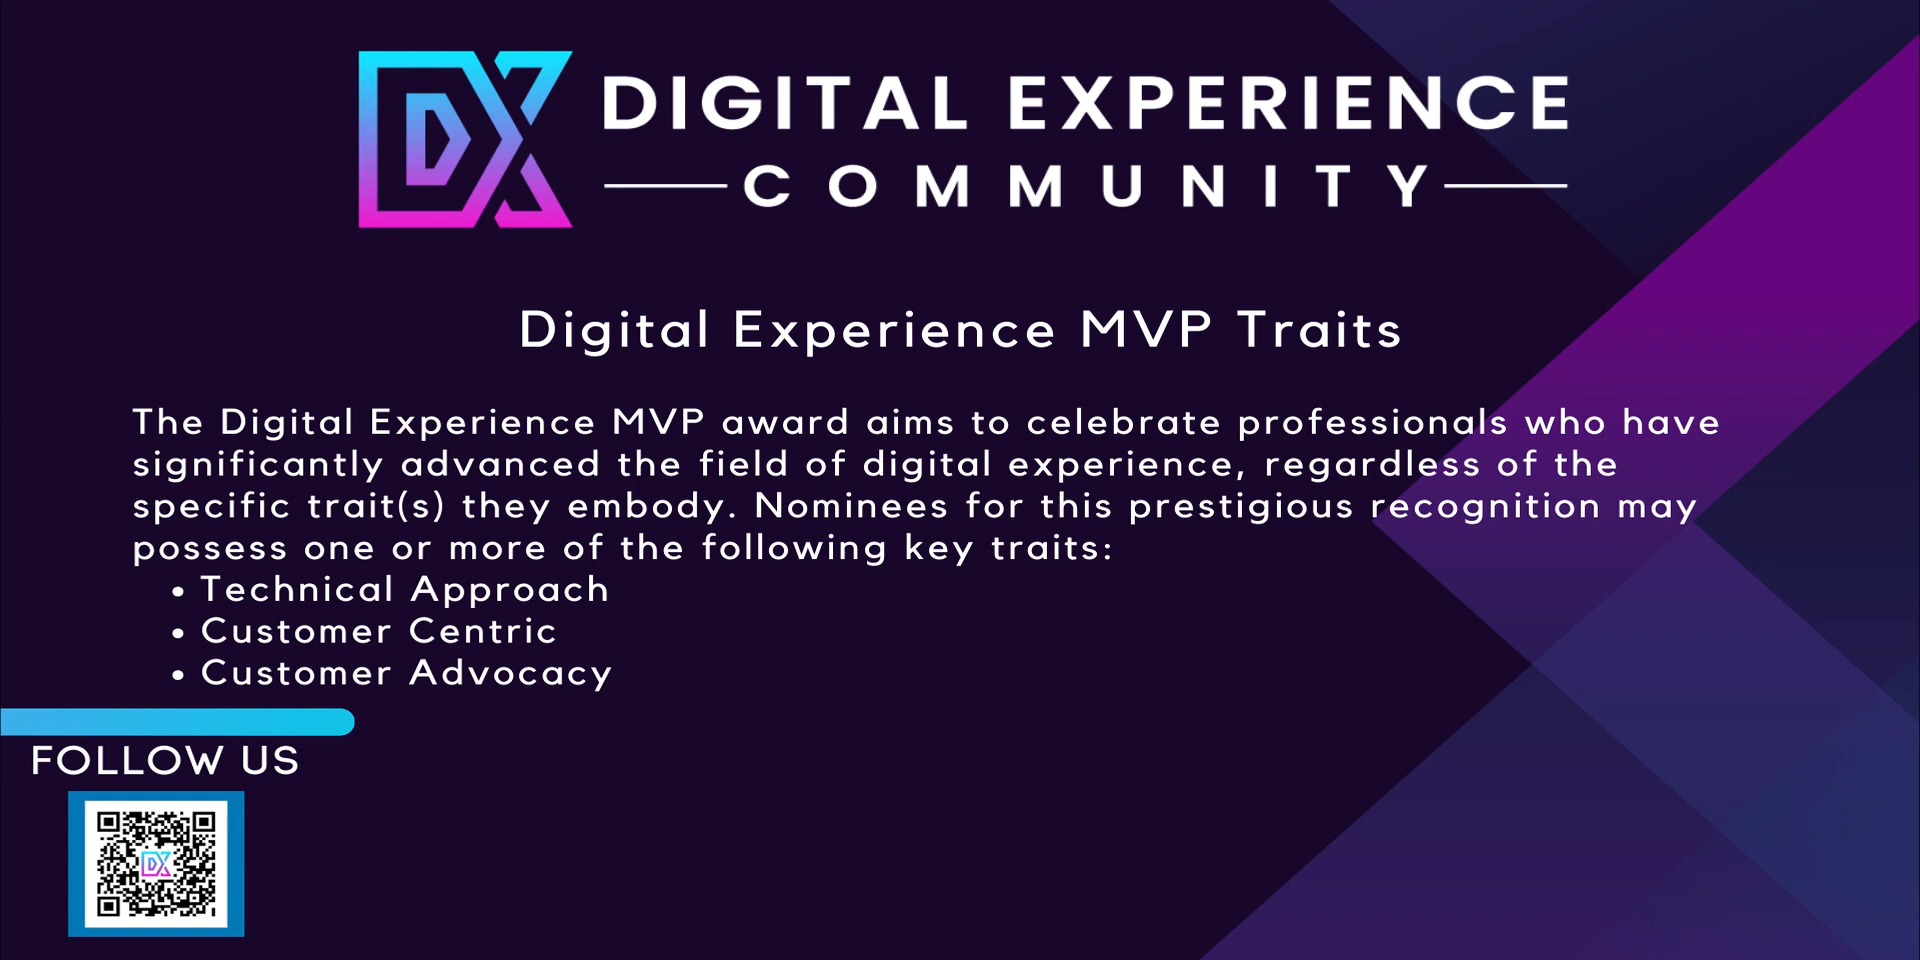 DX
DIGITAL EXPERIENCE
COMMUNITY
Digital Experience MVP Traits
The Digital Experience MVP award aims to celebrate professionals who have
significantly advanced the field of digital experience, regardless of the
specific trait(s) they embody. Nominees for this prestigious recognition may
possess one or more of the following key traits:
• Technical Approach
• Customer Centric
• Customer Advocacy
FOLLOW US
DX